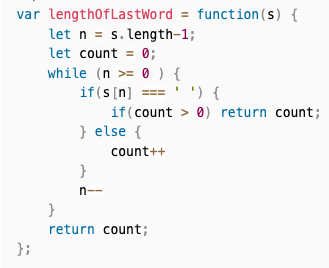 var lengthOfLastWord = function(s) {
    let n = s.length-1;
    let count = 0;
    while (n >= 0 ) {
        if(s[n] === ' ') {
            if(count > 0) return count;
        } else {
            count++
        }
        n--
    }
    return count;
};